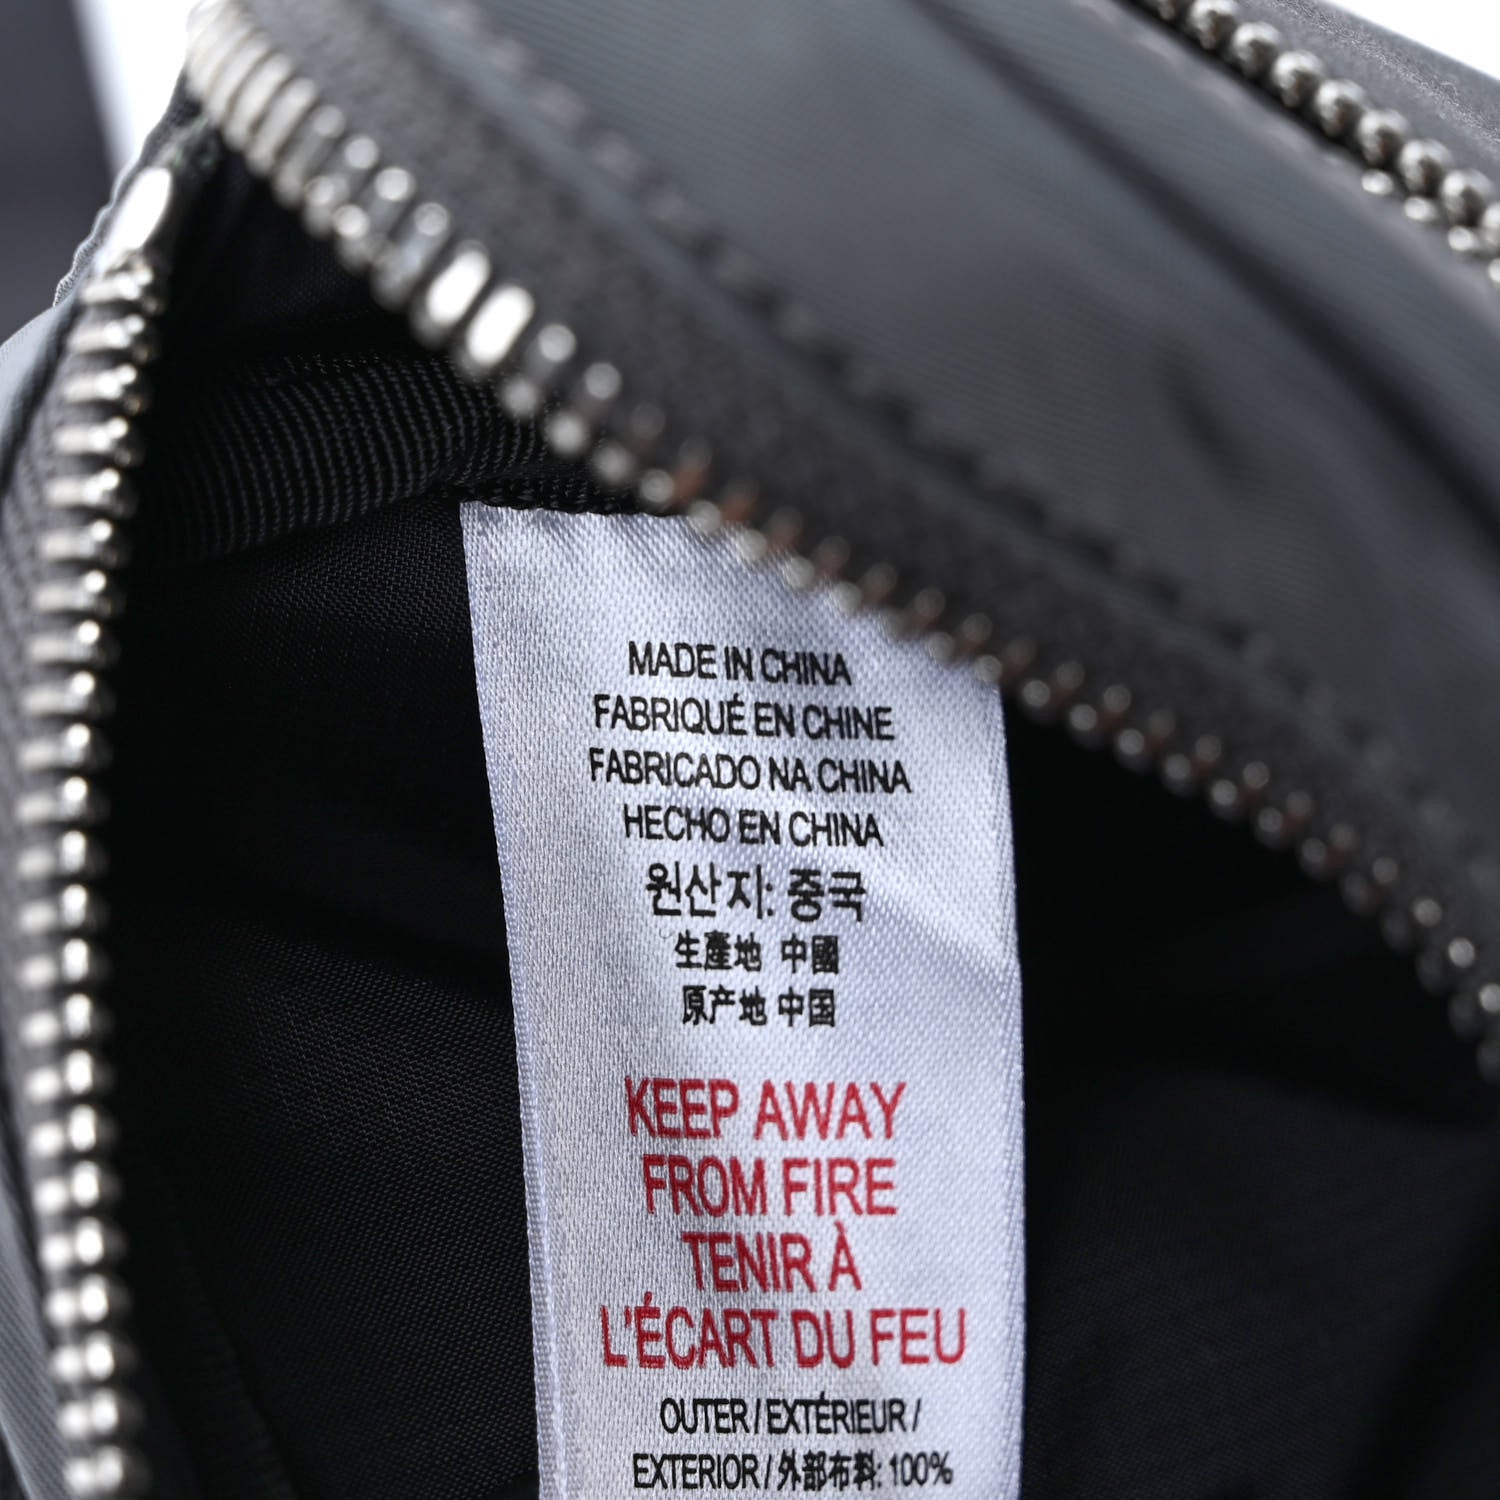 MADE IN CHINA
FABRIQUÉ EN CHINE
FABRICADO NA CHINA
HECHO EN CHINA
원산지: 중국
生產地 中國
原产地 中国
KEEP AWAY
FROM FIRE
TENIR À
L'ÉCART DU FEU
OUTER / EXTÉRIEUR /
EXTERIOR / 外部布料: 100%